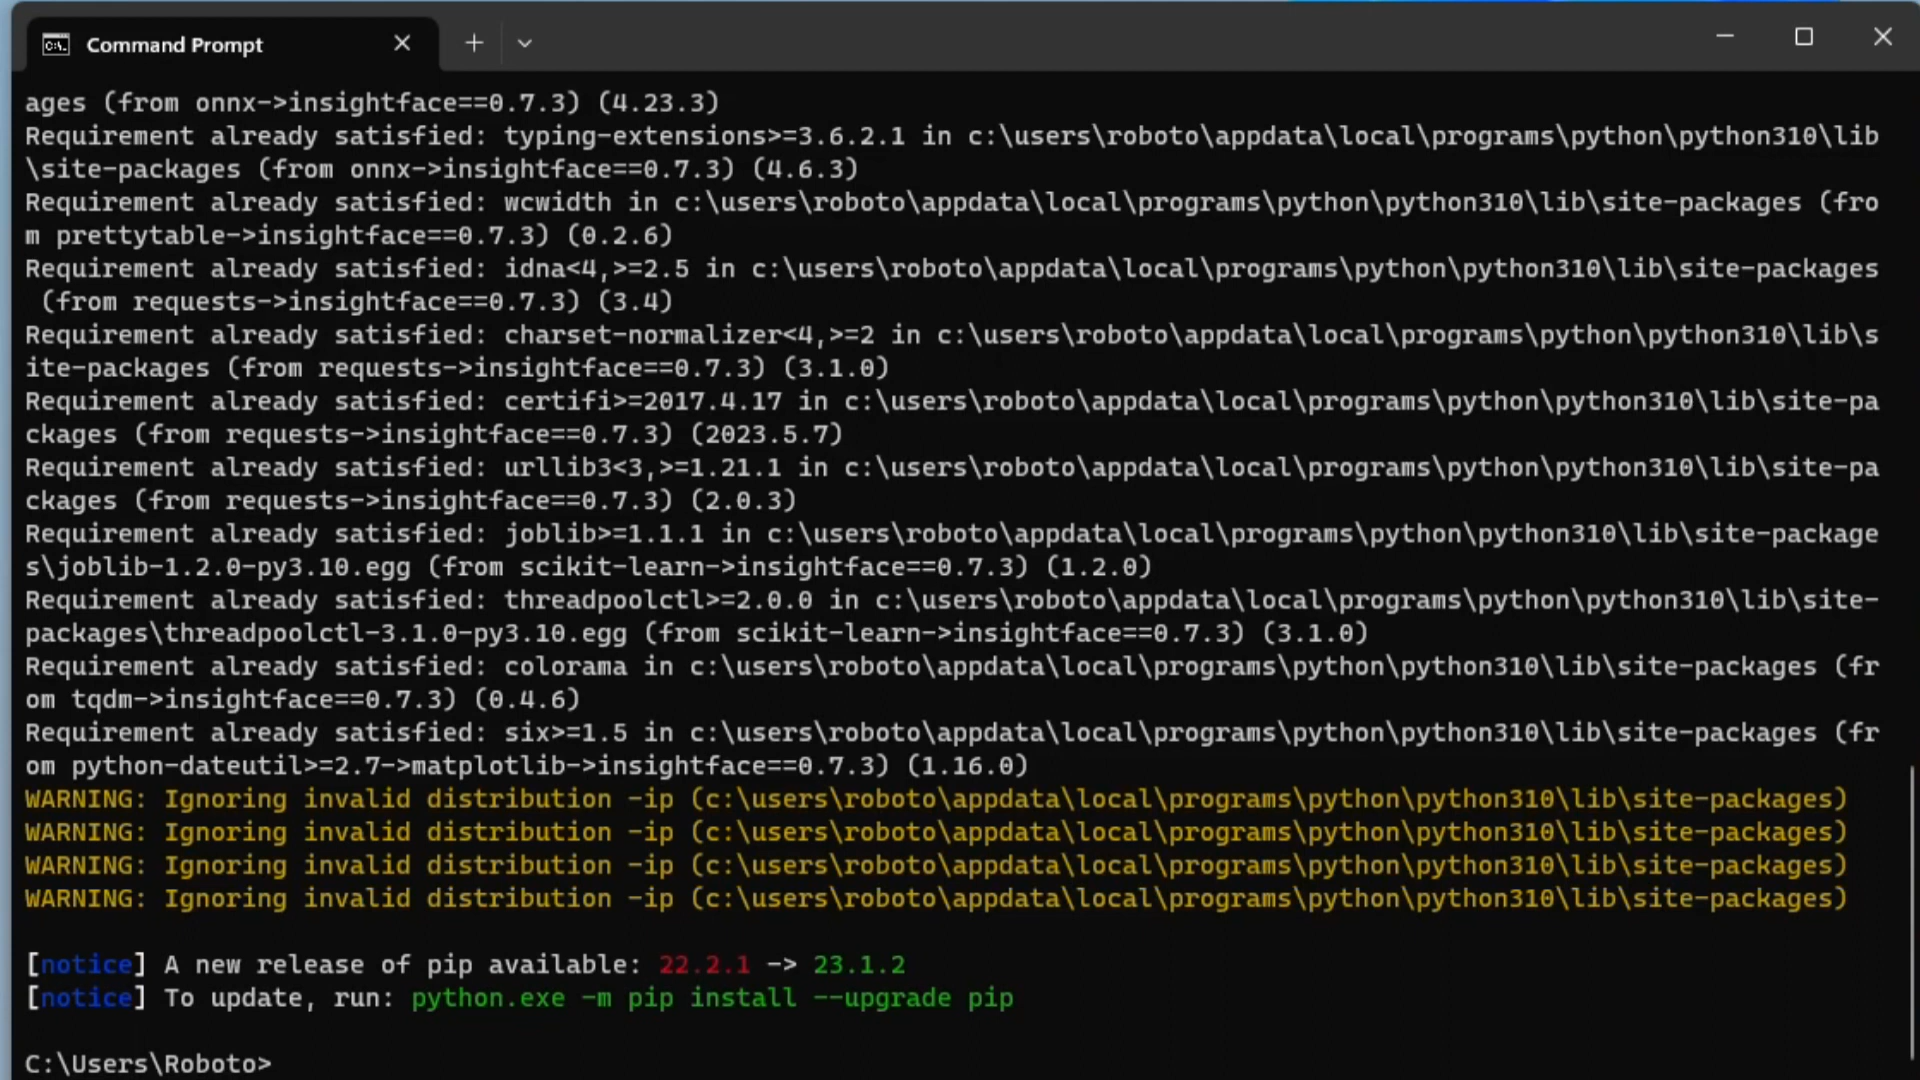 Command Prompt
ages (from onnx->insightface==0.7.3) (4.23.3)
Requirement already satisfied: typing-extensions>=3.6.2.1 in c:\users\roboto\appdata\local\programs\python\python310\lib
\site-packages (from onnx->insightface==0.7.3) (4.6.3)
Requirement already satisfied: wcwidth in c:\users\roboto\appdata\local\programs\python\python310\lib\site-packages (fro
m prettytable->insightface==0.7.3) (0.2.6)
Requirement already satisfied: idna<4,>=2.5 in c:\users\roboto\appdata\local\programs\python\python310\lib\site-packages
 (from requests->insightface==0.7.3) (3.4)
Requirement already satisfied: charset-normalizer<4,>=2 in c:\users\roboto\appdata\local\programs\python\python310\lib\s
ite-packages (from requests->insightface==0.7.3) (3.1.0)
Requirement already satisfied: certifi>=2017.4.17 in c:\users\roboto\appdata\local\programs\python\python310\lib\site-pa
ckages (from requests->insightface==0.7.3) (2023.5.7)
Requirement already satisfied: urllib3<3,>=1.21.1 in c:\users\roboto\appdata\local\programs\python\python310\lib\site-pa
ckages (from requests->insightface==0.7.3) (2.0.3)
Requirement already satisfied: joblib>=1.1.1 in c:\users\roboto\appdata\local\programs\python\python310\lib\site-package
s\joblib-1.2.0-py3.10.egg (from scikit-learn->insightface==0.7.3) (1.2.0)
Requirement already satisfied: threadpoolctl>=2.0.0 in c:\users\roboto\appdata\local\programs\python\python310\lib\site-
packages\threadpoolctl-3.1.0-py3.10.egg (from scikit-learn->insightface==0.7.3) (3.1.0)
Requirement already satisfied: colorama in c:\users\roboto\appdata\local\programs\python\python310\lib\site-packages (fr
om tqdm->insightface==0.7.3) (0.4.6)
Requirement already satisfied: six>=1.5 in c:\users\roboto\appdata\local\programs\python\python310\lib\site-packages (fr
om python-dateutil>=2.7->matplotlib->insightface==0.7.3) (1.16.0)
WARNING: Ignoring invalid distribution -ip (c:\users\roboto\appdata\local\programs\python\python310\lib\site-packages)
WARNING: Ignoring invalid distribution -ip (c:\users\roboto\appdata\local\programs\python\python310\lib\site-packages)
WARNING: Ignoring invalid distribution -ip (c:\users\roboto\appdata\local\programs\python\python310\lib\site-packages)
WARNING: Ignoring invalid distribution -ip (c:\users\roboto\appdata\local\programs\python\python310\lib\site-packages)
[notice] A new release of pip available: 22.2.1 -> 23.1.2
[notice] To update, run: python.exe -m pip install --upgrade pip
C:\Users\Roboto>